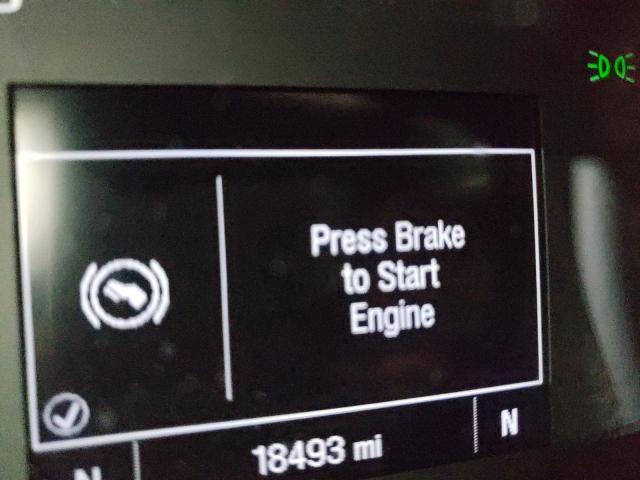 Press Brake
to Start
Engine
N
18493 mi
N